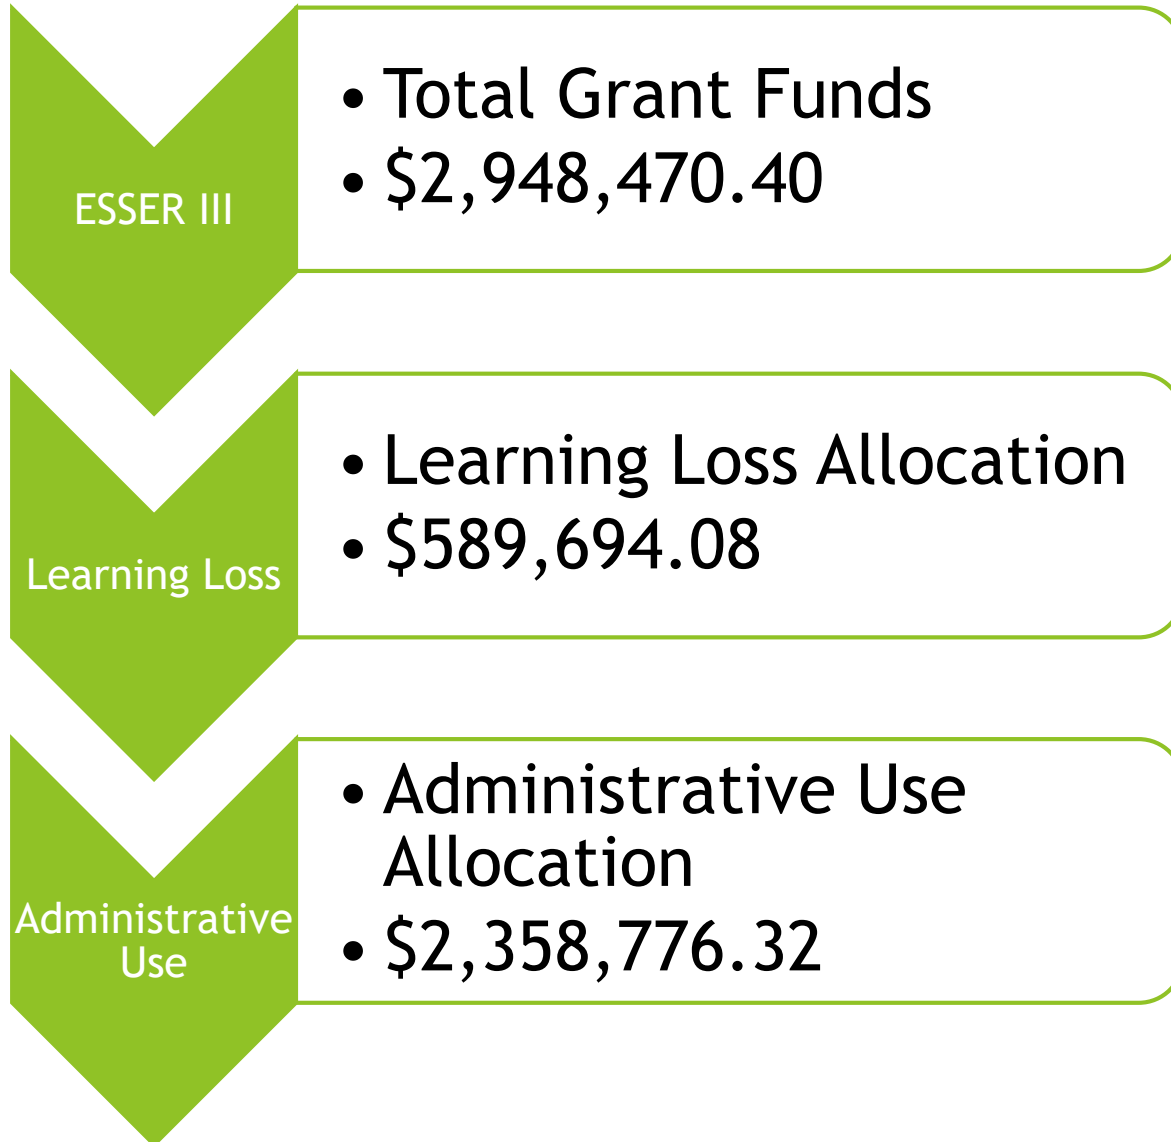 ESSER III
• Total Grant Funds
• $2,948,470.40
Learning Loss
• Learning Loss Allocation
• $589,694.08
Administrative
Use
• Administrative Use
Allocation
• $2,358,776.32